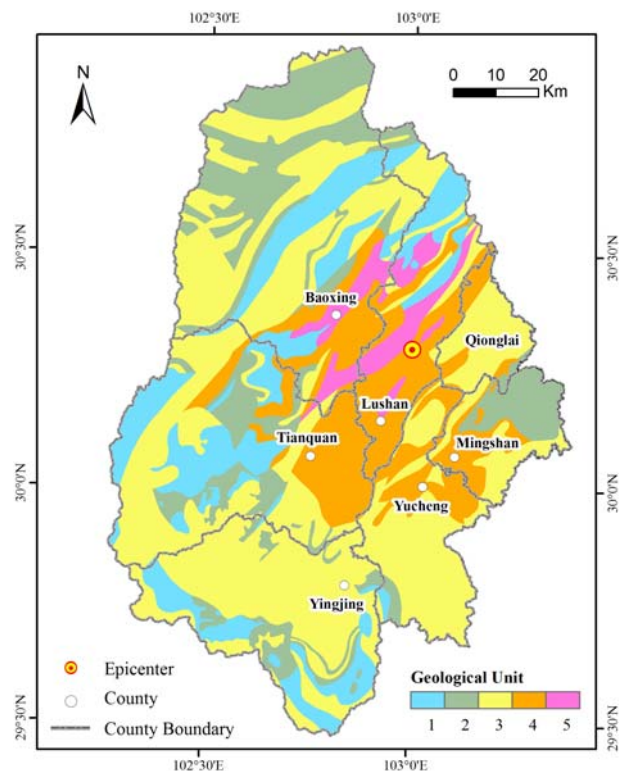 102°30'E
103°0'E
N
0 10 20
Km
30°30'N
30°30'N
Baoxing
Qionglai
Lushan
Tianquan
Mingshan
30°0'N
30°0'N
Yucheng
Yingjing
Epicenter
County
County Boundary
Geological Unit
1 2 3 4 5
29°30'N
29°30'N
102°30'E
103°0'E